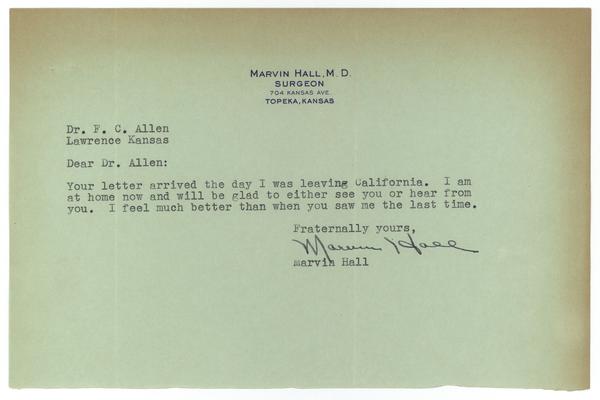 MARVIN HALL, M. D.
SURGEON
704 KANSAS AVE.
TOPEKA, KANSAS
Dr. F. C. Allen
Lawrence Kansas
Dear Dr. Allen:
Your letter arrived the day I was leaving California. I am
at home now and will be glad to either see you or hear from
you. I feel much better than when you saw me the last time.
Fraternally yours,
Marvin Hall
Marvin Hall